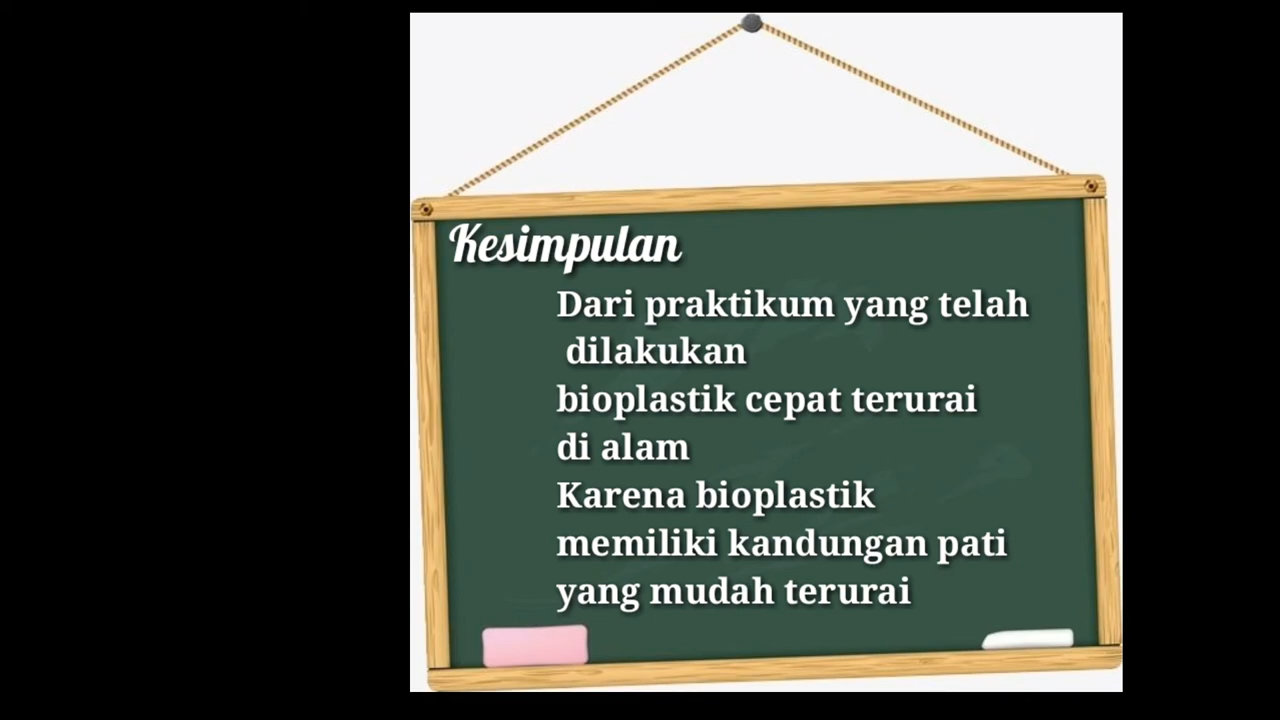 Kesimpulan
Dari praktikum yang telah
dilakukan
bioplastik cepat terurai
di alam
Karena bioplastik
memiliki kandungan pati
yang mudah terurai